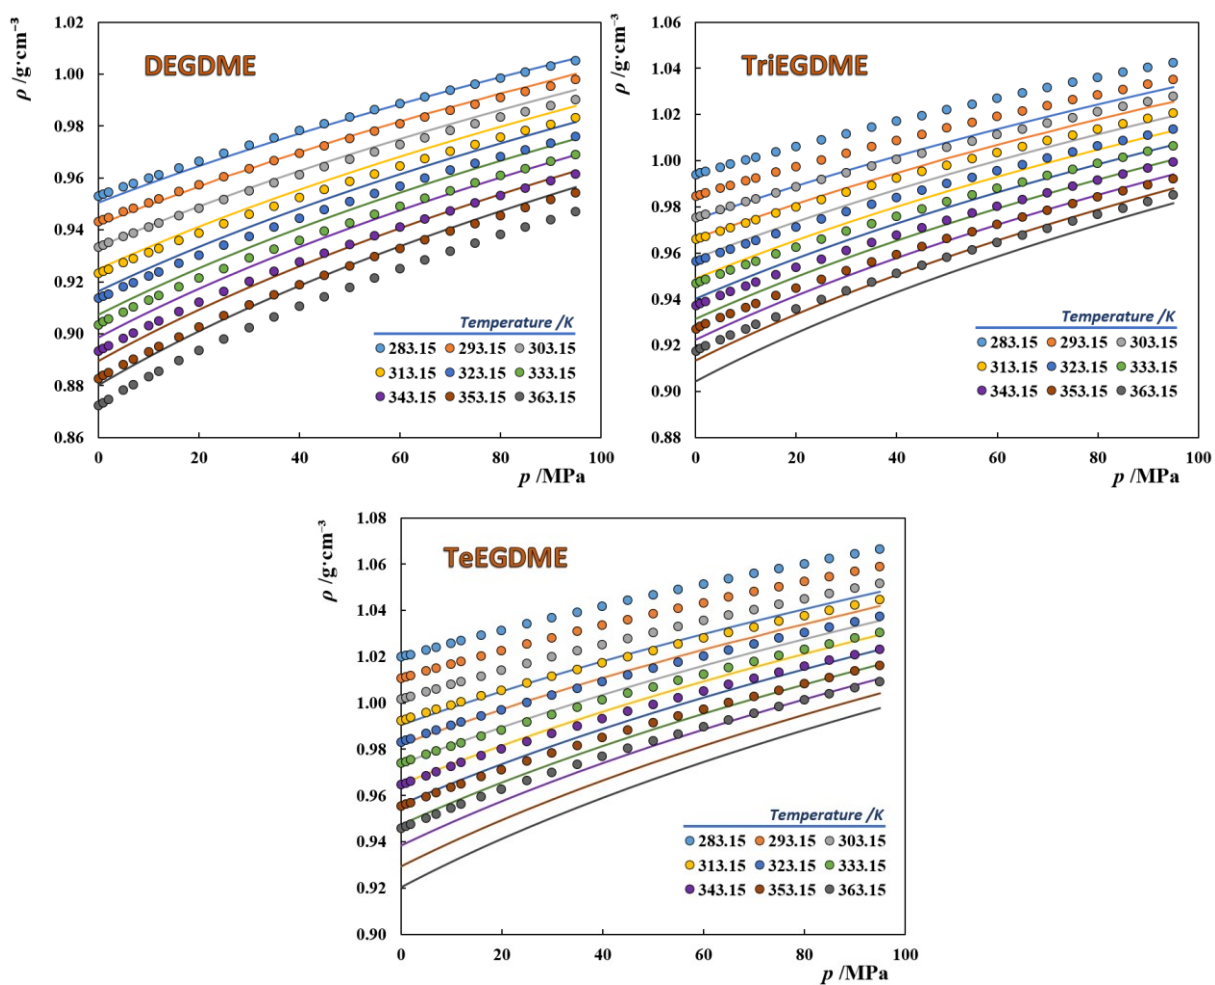 DEGDME
ρ /g·cm⁻³
1.02
1.00
0.98
0.96
0.94
0.92
0.90
0.88
0.86
0 20 40 60 80 100
p /MPa
Temperature /K
283.15 293.15 303.15
313.15 323.15 333.15
343.15 353.15 363.15
TriEGDME
ρ /g·cm⁻³
1.06
1.04
1.02
1.00
0.98
0.96
0.94
0.92
0.90
0.88
0 20 40 60 80 100
p /MPa
Temperature /K
283.15 293.15 303.15
313.15 323.15 333.15
343.15 353.15 363.15
TeEGDME
ρ /g·cm⁻³
1.08
1.06
1.04
1.02
1.00
0.98
0.96
0.94
0.92
0.90
0 20 40 60 80 100
p /MPa
Temperature /K
283.15 293.15 303.15
313.15 323.15 333.15
343.15 353.15 363.15